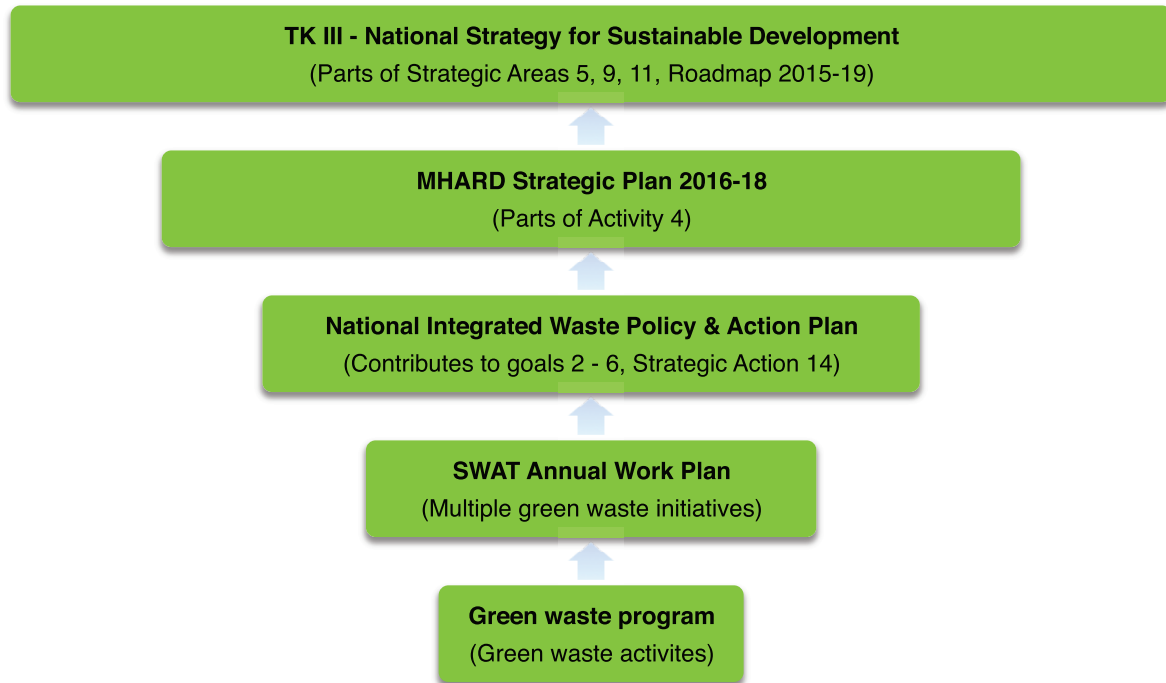 TK III - National Strategy for Sustainable Development
(Parts of Strategic Areas 5, 9, 11, Roadmap 2015-19)
MHARD Strategic Plan 2016-18
(Parts of Activity 4)
National Integrated Waste Policy & Action Plan
(Contributes to goals 2 - 6, Strategic Action 14)
SWAT Annual Work Plan
(Multiple green waste initiatives)
Green waste program
(Green waste activites)